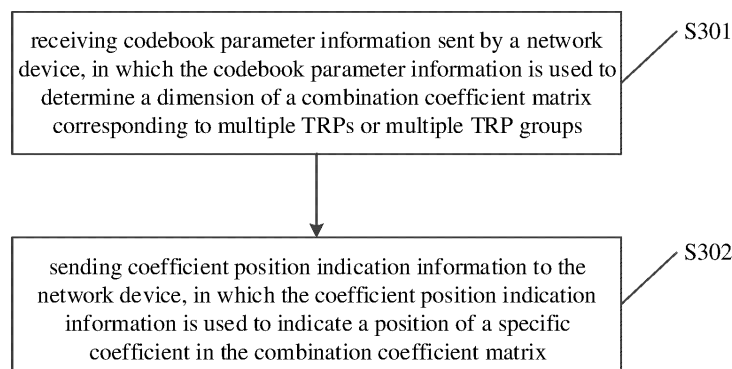 receiving codebook parameter information sent by a network
device, in which the codebook parameter information is used to
determine a dimension of a combination coefficient matrix
corresponding to multiple TRPs or multiple TRP groups
S301
sending coefficient position indication information to the
network device, in which the coefficient position indication
information is used to indicate a position of a specific
coefficient in the combination coefficient matrix
S302